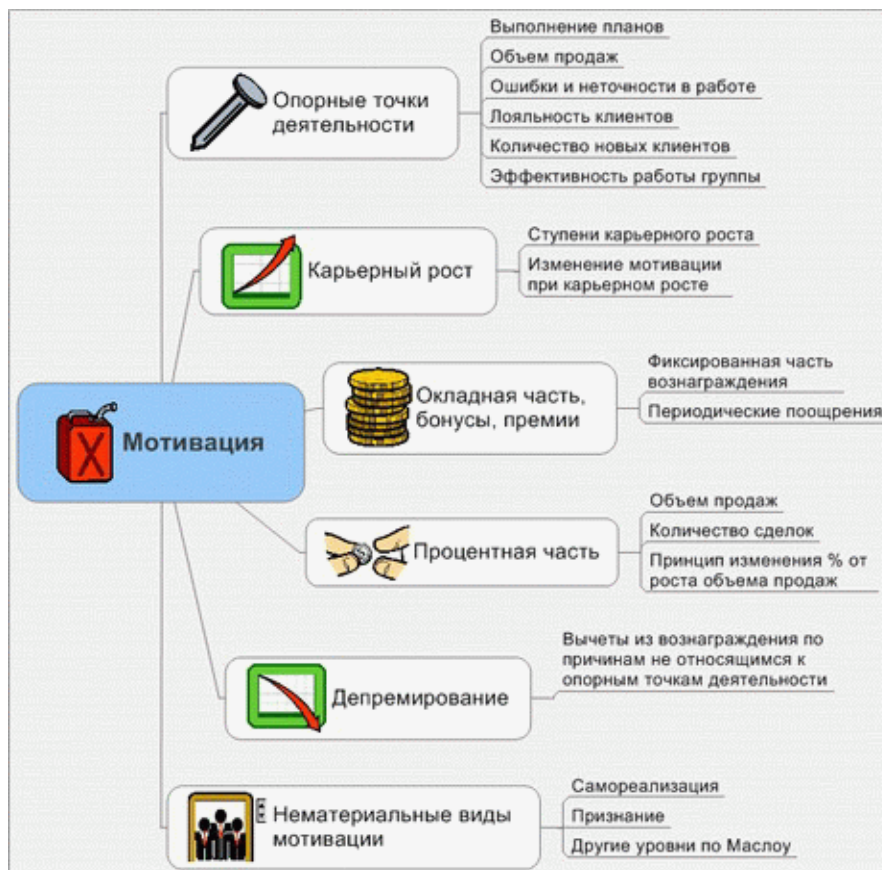 Выполнение планов
Объем продаж
Ошибки и неточности в работе
Лояльность клиентов
Количество новых клиентов
Эффективность работы группы
Опорные точки
деятельности
Ступени карьерного роста
Изменение мотивации
при карьерном росте
Карьерный рост
Фиксированная часть
вознаграждения
Периодические поощрения
Окладная часть,
бонусы, премии
Мотивация
Объем продаж
Количество сделок
Принцип изменения % от
роста объема продаж
Процентная часть
Вычеты из вознаграждения по
причинам не относящимся к
опорным точкам деятельности
Депремирование
Самореализация
Признание
Другие уровни по Маслоу
Нематериальные виды
мотивации